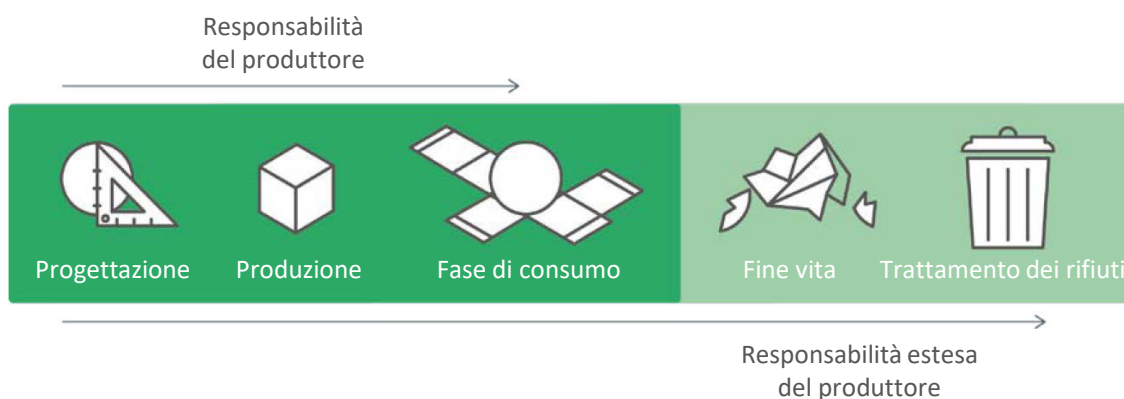 Responsabilità
del produttore
Progettazione
Produzione
Fase di consumo
Fine vita
Trattamento dei rifiuti
Responsabilità estesa
del produttore